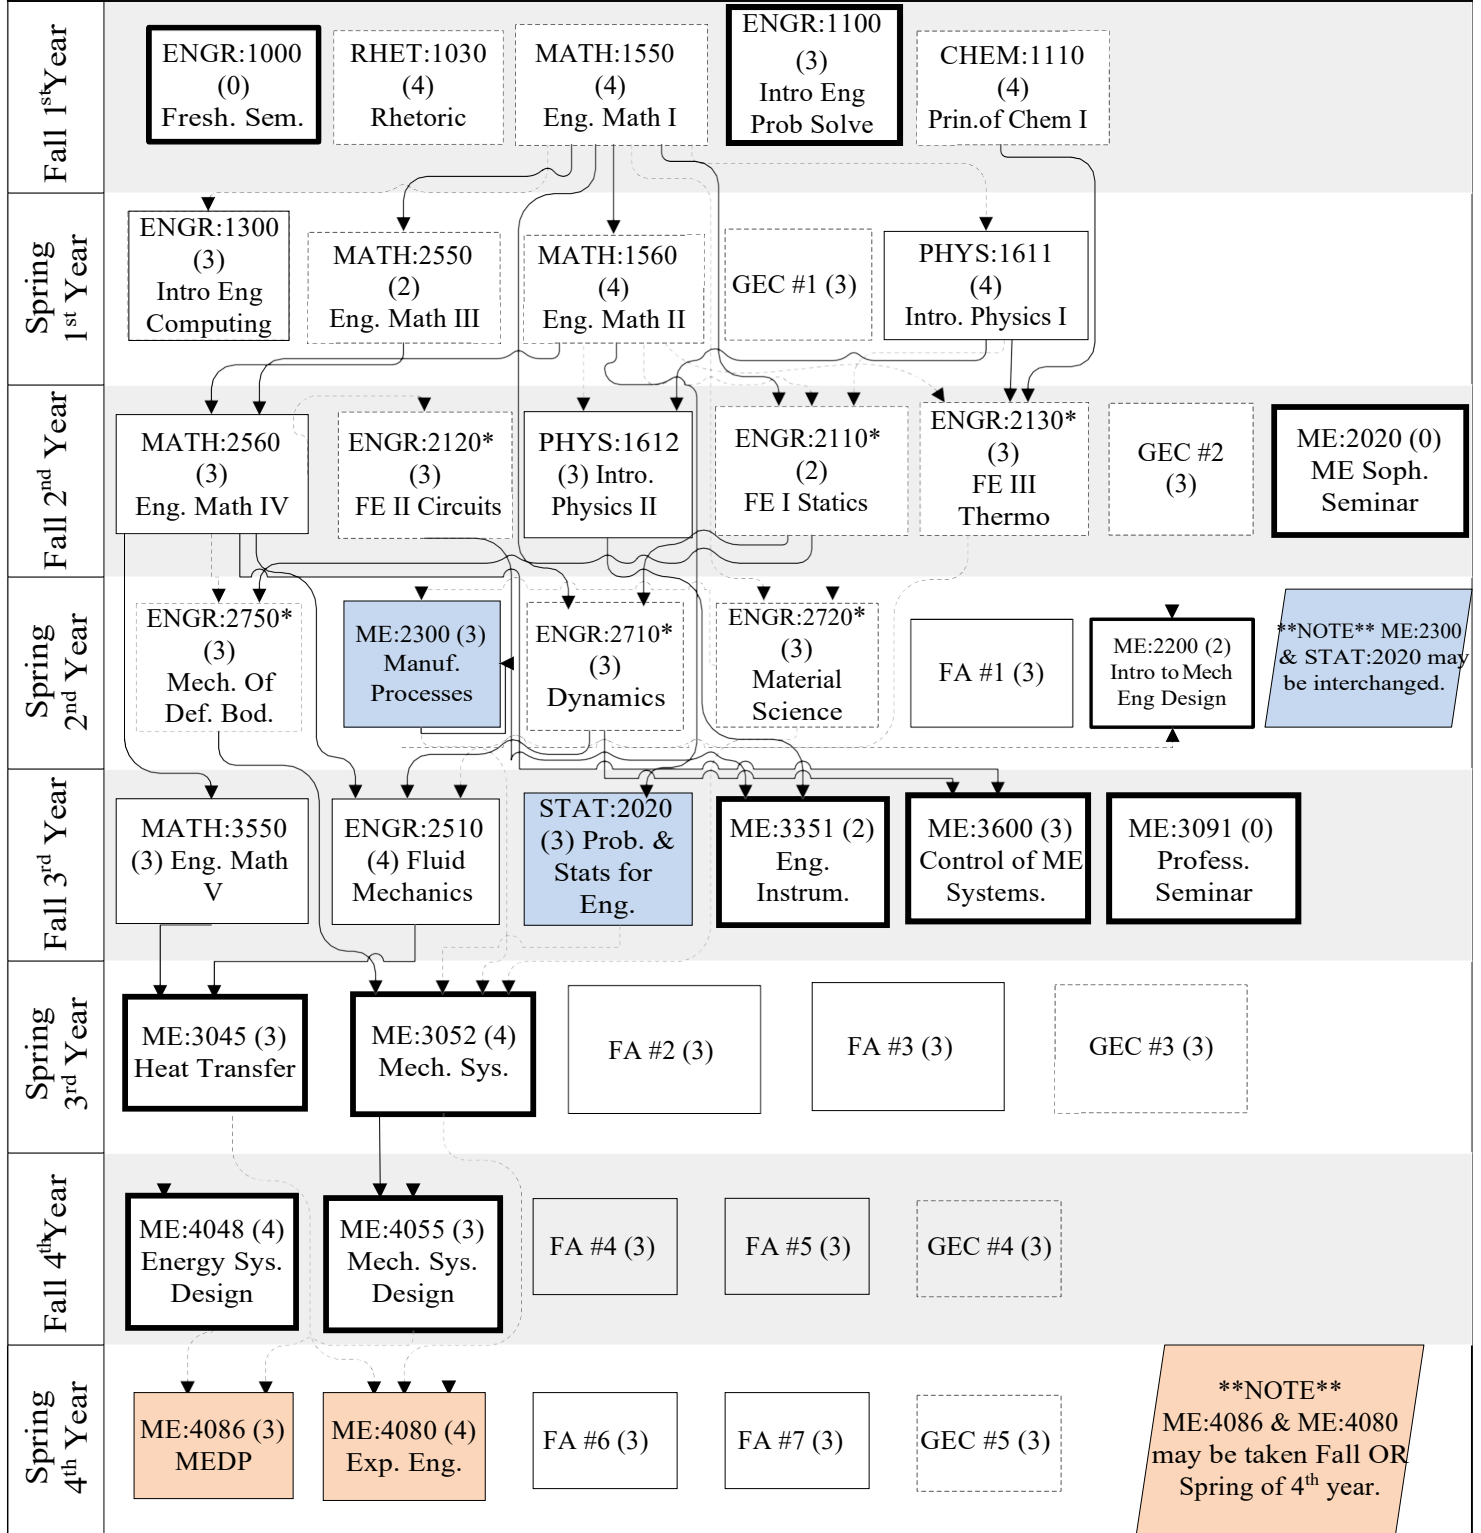 Fall 1st Year
ENGR:1000
(0)
Fresh. Sem.
RHET:1030
(4)
Rhetoric
MATH:1550
(4)
Eng. Math I
ENGR:1100
(3)
Intro Eng
Prob Solve
CHEM:1110
(4)
Prin.of Chem I
Spring
1st Year
ENGR:1300
(3)
Intro Eng
Computing
MATH:2550
(2)
Eng. Math III
MATH:1560
(4)
Eng. Math II
GEC #1 (3)
PHYS:1611
(4)
Intro. Physics I
Fall 2nd Year
MATH:2560
(3)
Eng. Math IV
ENGR:2120*
(3)
FE II Circuits
PHYS:1612
(3) Intro.
Physics II
ENGR:2110*
(2)
FE I Statics
ENGR:2130*
(3)
FE III
Thermo
GEC #2
(3)
ME:2020 (0)
ME Soph.
Seminar
Spring
2nd Year
ENGR:2750*
(3)
Mech. Of
Def. Bod.
ME:2300 (3)
Manuf.
Processes
ENGR:2710*
(3)
Dynamics
ENGR:2720*
(3)
Material
Science
FA #1 (3)
ME:2200 (2)
Intro to Mech
Eng Design
**NOTE** ME:2300
& STAT:2020 may
be interchanged.
Fall 3rd Year
MATH:3550
(3) Eng. Math
V
ENGR:2510
(4) Fluid
Mechanics
STAT:2020
(3) Prob. &
Stats for
Eng.
ME:3351 (2)
Eng.
Instrum.
ME:3600 (3)
Control of ME
Systems.
ME:3091 (0)
Profess.
Seminar
Spring
3rd Year
ME:3045 (3)
Heat Transfer
ME:3052 (4)
Mech. Sys.
FA #2 (3)
FA #3 (3)
GEC #3 (3)
Fall 4th Year
ME:4048 (4)
Energy Sys.
Design
ME:4055 (3)
Mech. Sys.
Design
FA #4 (3)
FA #5 (3)
GEC #4 (3)
Spring
4th Year
ME:4086 (3)
MEDP
ME:4080 (4)
Exp. Eng.
FA #6 (3)
FA #7 (3)
GEC #5 (3)
**NOTE**
ME:4086 & ME:4080
may be taken Fall OR
Spring of 4th year.